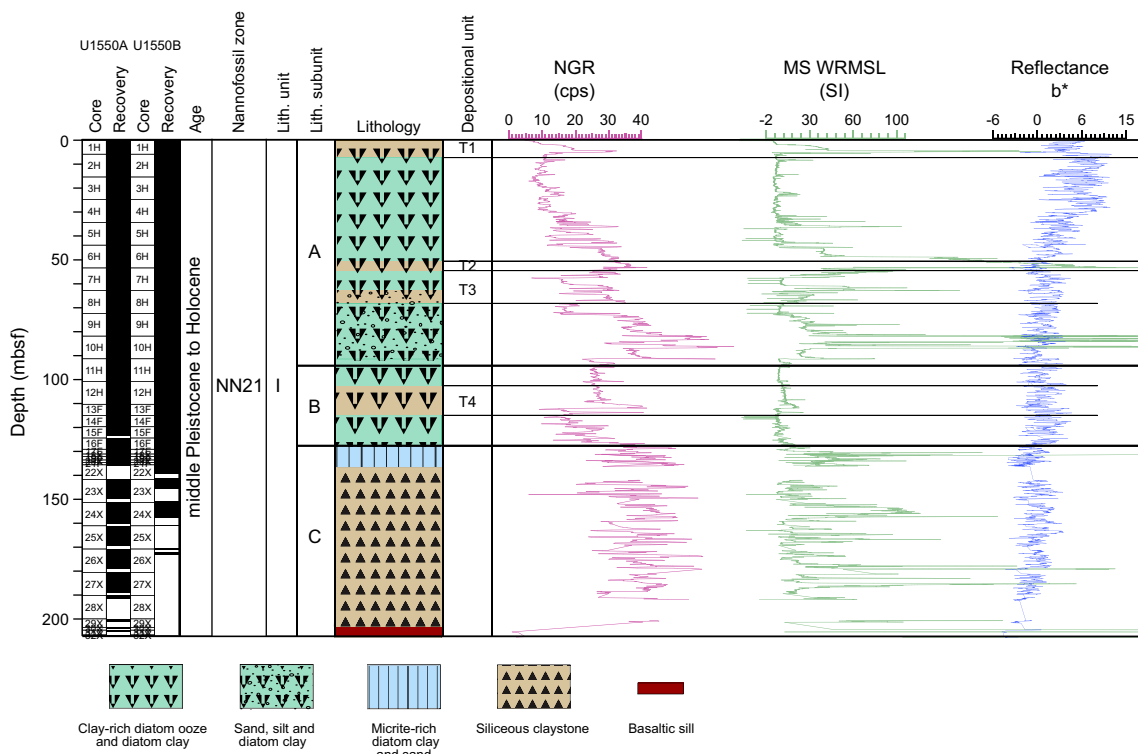 U1550A U1550B
Core
Recovery
Core
Recovery
Age
Nannofossil zone
Lith. unit
Lith. subunit
Lithology
Depositional unit
NGR
(cps)
MS WRMSL
(SI)
Reflectance
b*
0 10 20 30 40
-2 30 60 100
-6 0 6 15
Depth (mbsf)
0
50
100
150
200
1H 1H
2H 2H
3H 3H
4H 4H
5H 5H
6H 6H
7H 7H
8H 8H
9H 9H
10H 10H
11H 11H
12H 12H
13F 13F
14F 14F
15F 15F
16F 16F
22X 22X
23X 23X
24X 24X
25X 25X
26X 26X
27X 27X
28X 28X
29X 29X
32X 32X
middle Pleistocene to Holocene
NN21
I
A
B
C
T1
T2
T3
T4
Clay-rich diatom ooze
and diatom clay
Sand, silt and
diatom clay
Micrite-rich
diatom clay
and sand
Siliceous claystone
Basaltic sill